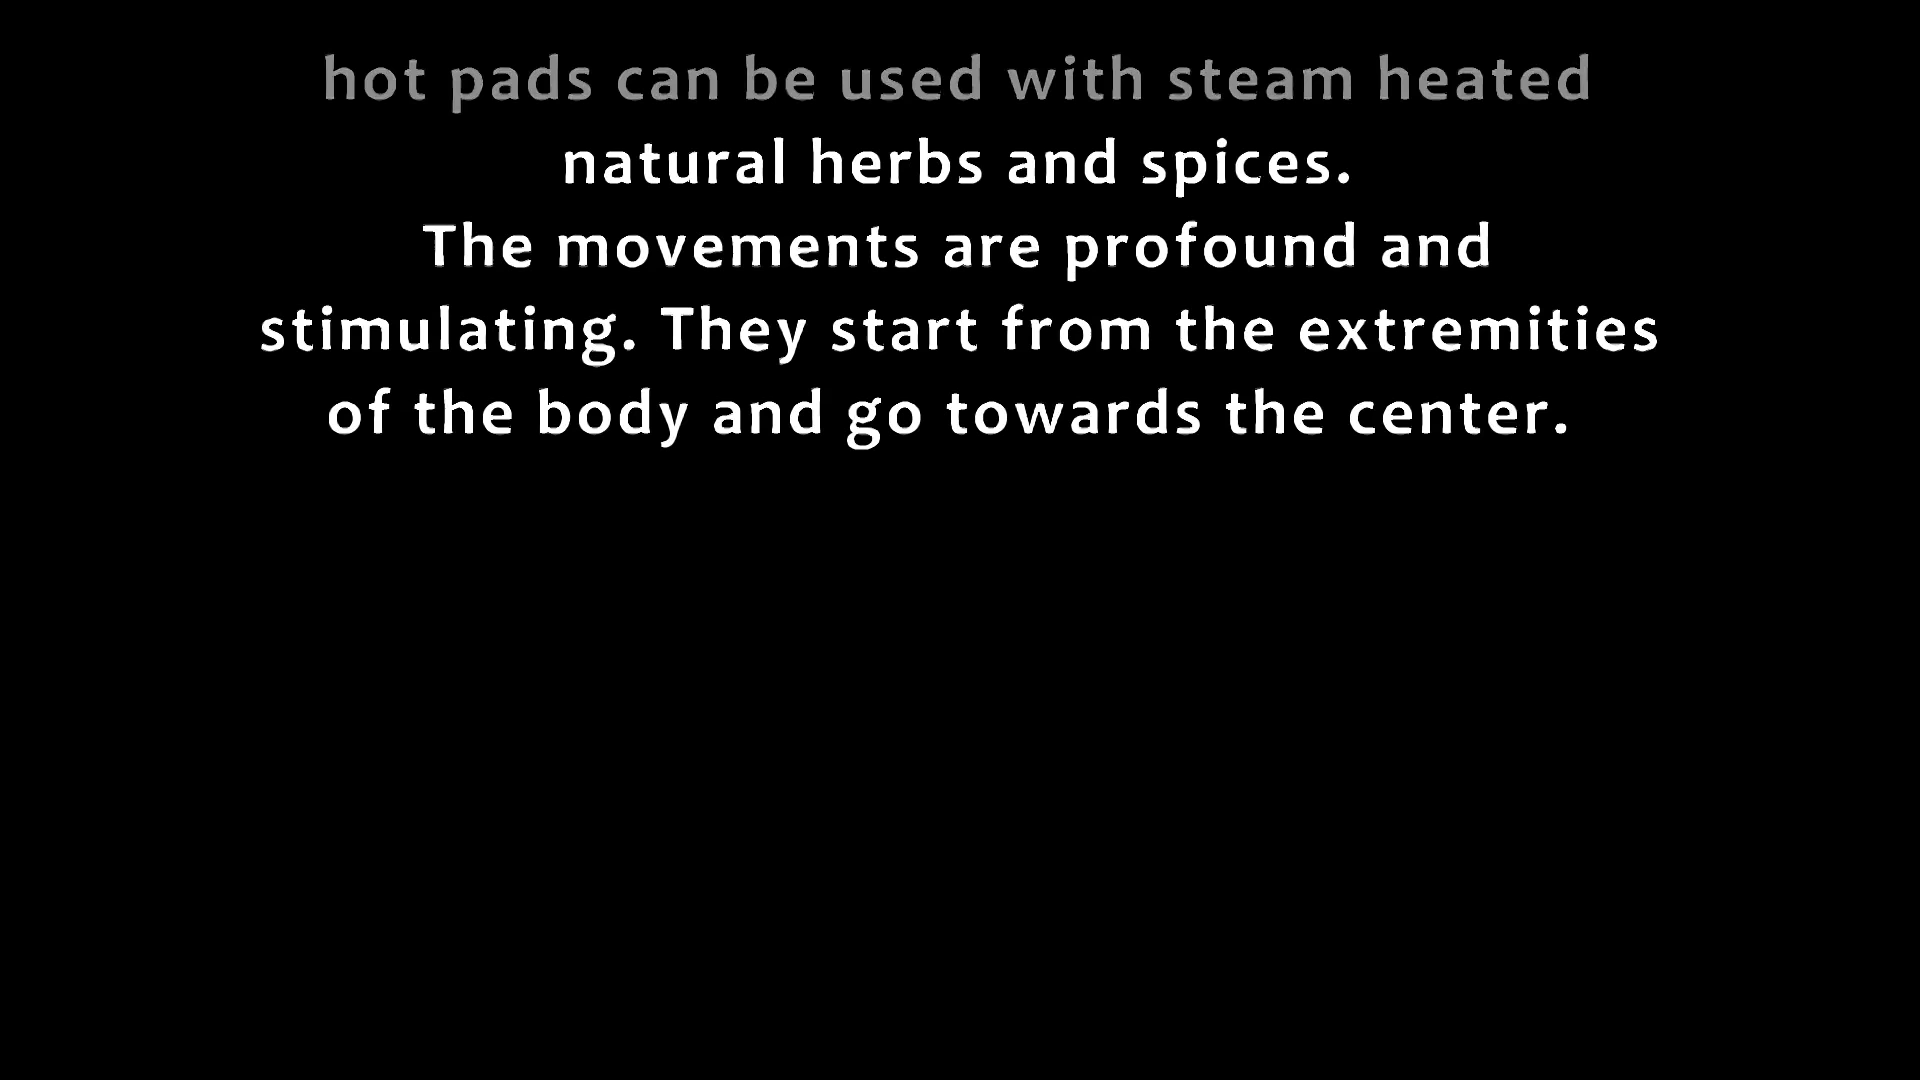 hot pads can be used with steam heated
natural herbs and spices.
The movements are profound and
stimulating. They start from the extremities
of the body and go towards the center.